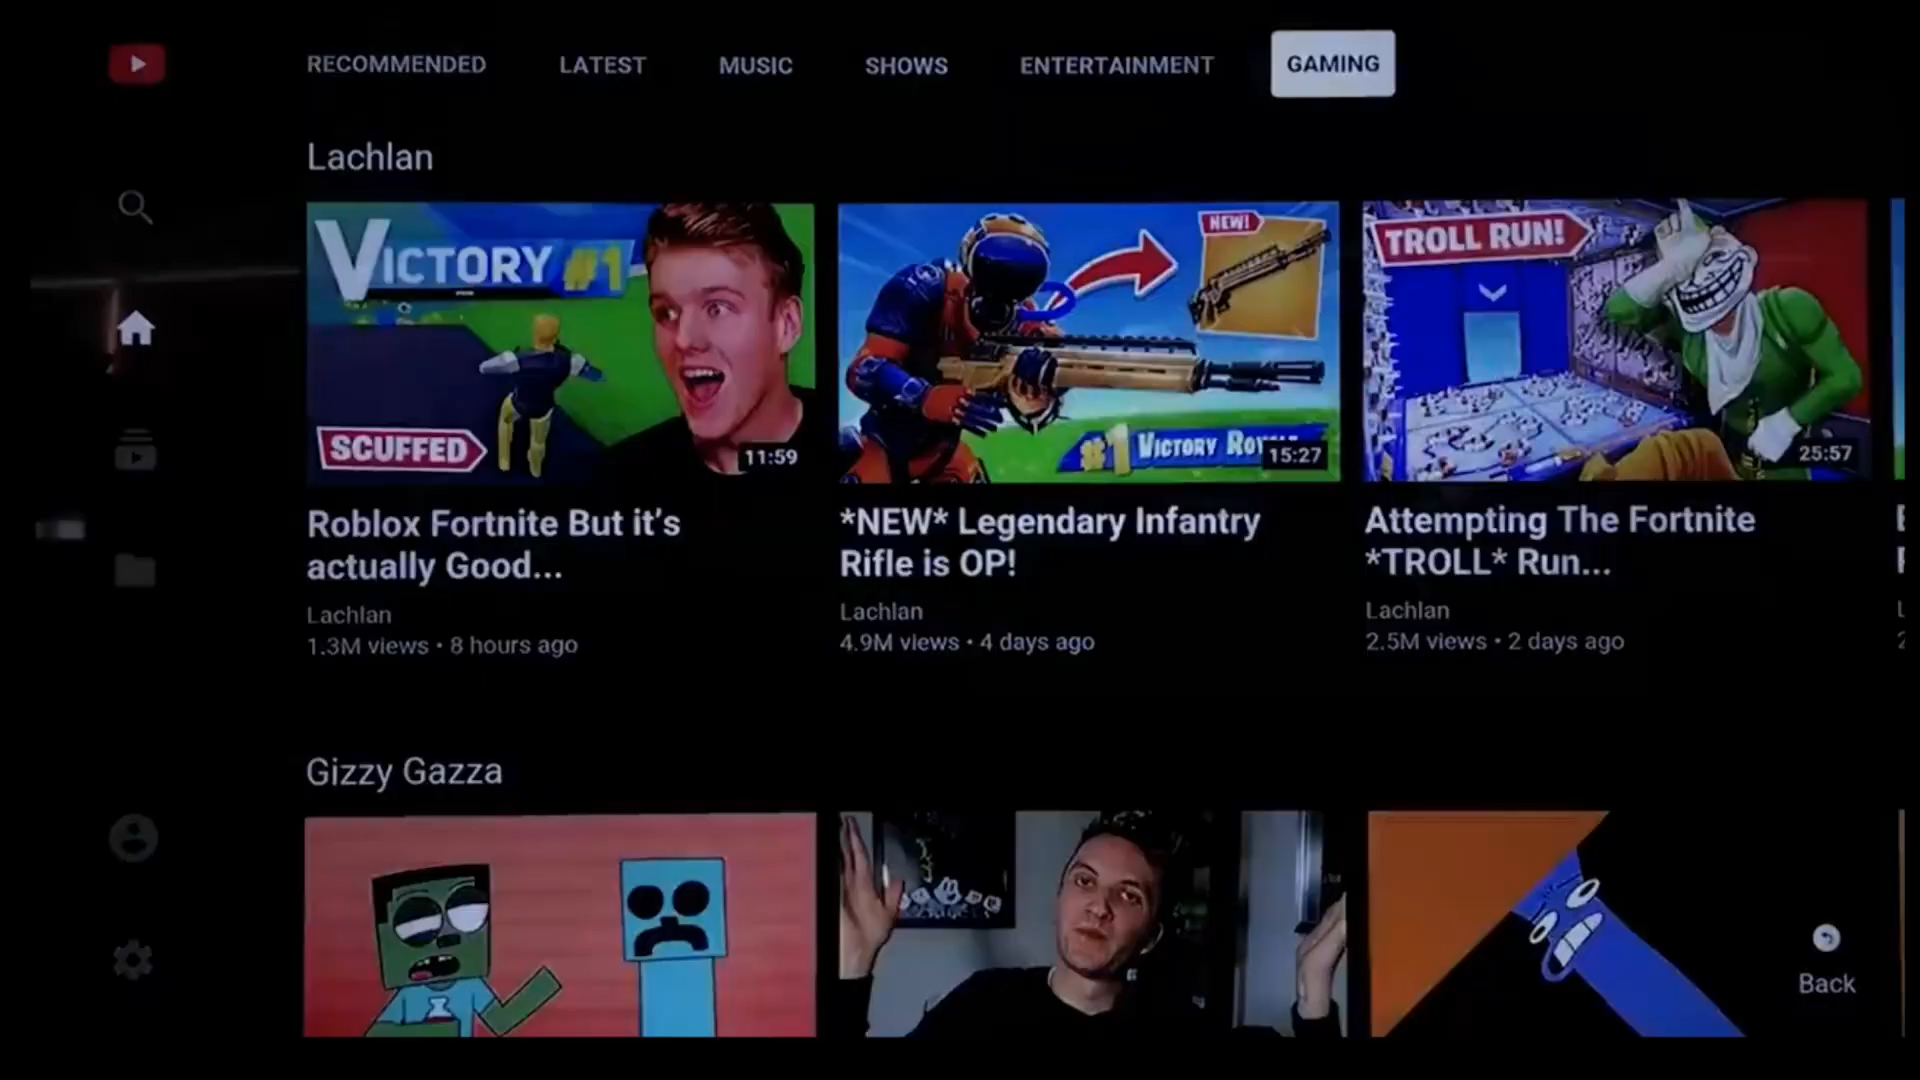 RECOMMENDED
LATEST
MUSIC
SHOWS
ENTERTAINMENT
GAMING
Lachlan
VICTORY #1
SCUFFED
11:59
NEW!
#1 VICTORY
15:27
TROLL RUN!
25:57
Roblox Fortnite But it's
actually Good...
Lachlan
1.3M views • 8 hours ago
*NEW* Legendary Infantry
Rifle is OP!
Lachlan
4.9M views • 4 days ago
Attempting The Fortnite
*TROLL* Run...
Lachlan
2.5M views • 2 days ago
Gizzy Gazza
Back